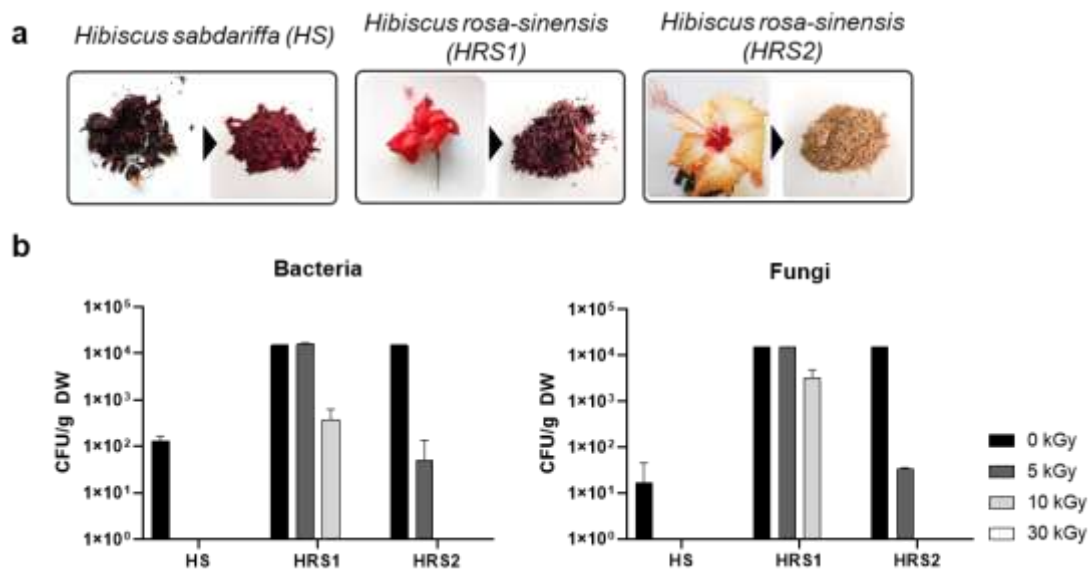 a
Hibiscus sabdariffa (HS)
Hibiscus rosa-sinensis
(HRS1)
Hibiscus rosa-sinensis
(HRS2)
b
Bacteria
CFU/g DW
1×10⁵
1×10⁴
1×10³
1×10²
1×10¹
1×10⁰
HS
HRS1
HRS2
Fungi
CFU/g DW
1×10⁵
1×10⁴
1×10³
1×10²
1×10¹
1×10⁰
HS
HRS1
HRS2
0 kGy
5 kGy
10 kGy
30 kGy